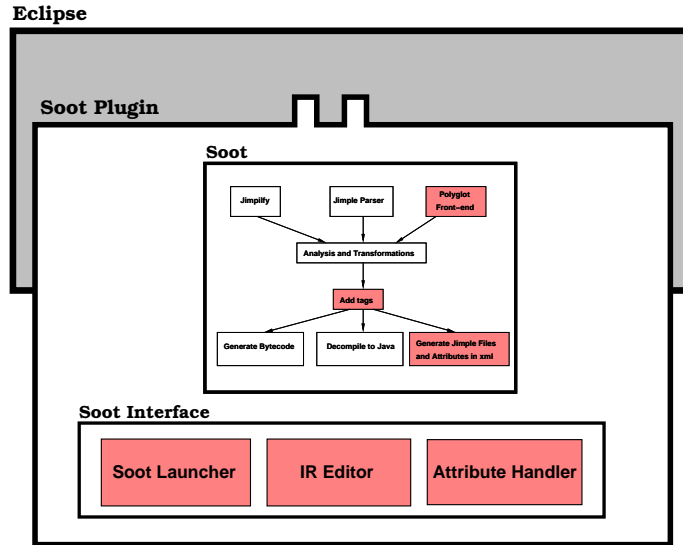 Eclipse
Soot Plugin
Soot
Jimpilfy
Jimple Parser
Polyglot
Front-end
Analysis and Transformations
Add tags
Generate Bytecode
Decompile to Java
Generate Jimple Files
and Attributes in xml
Soot Interface
Soot Launcher
IR Editor
Attribute Handler